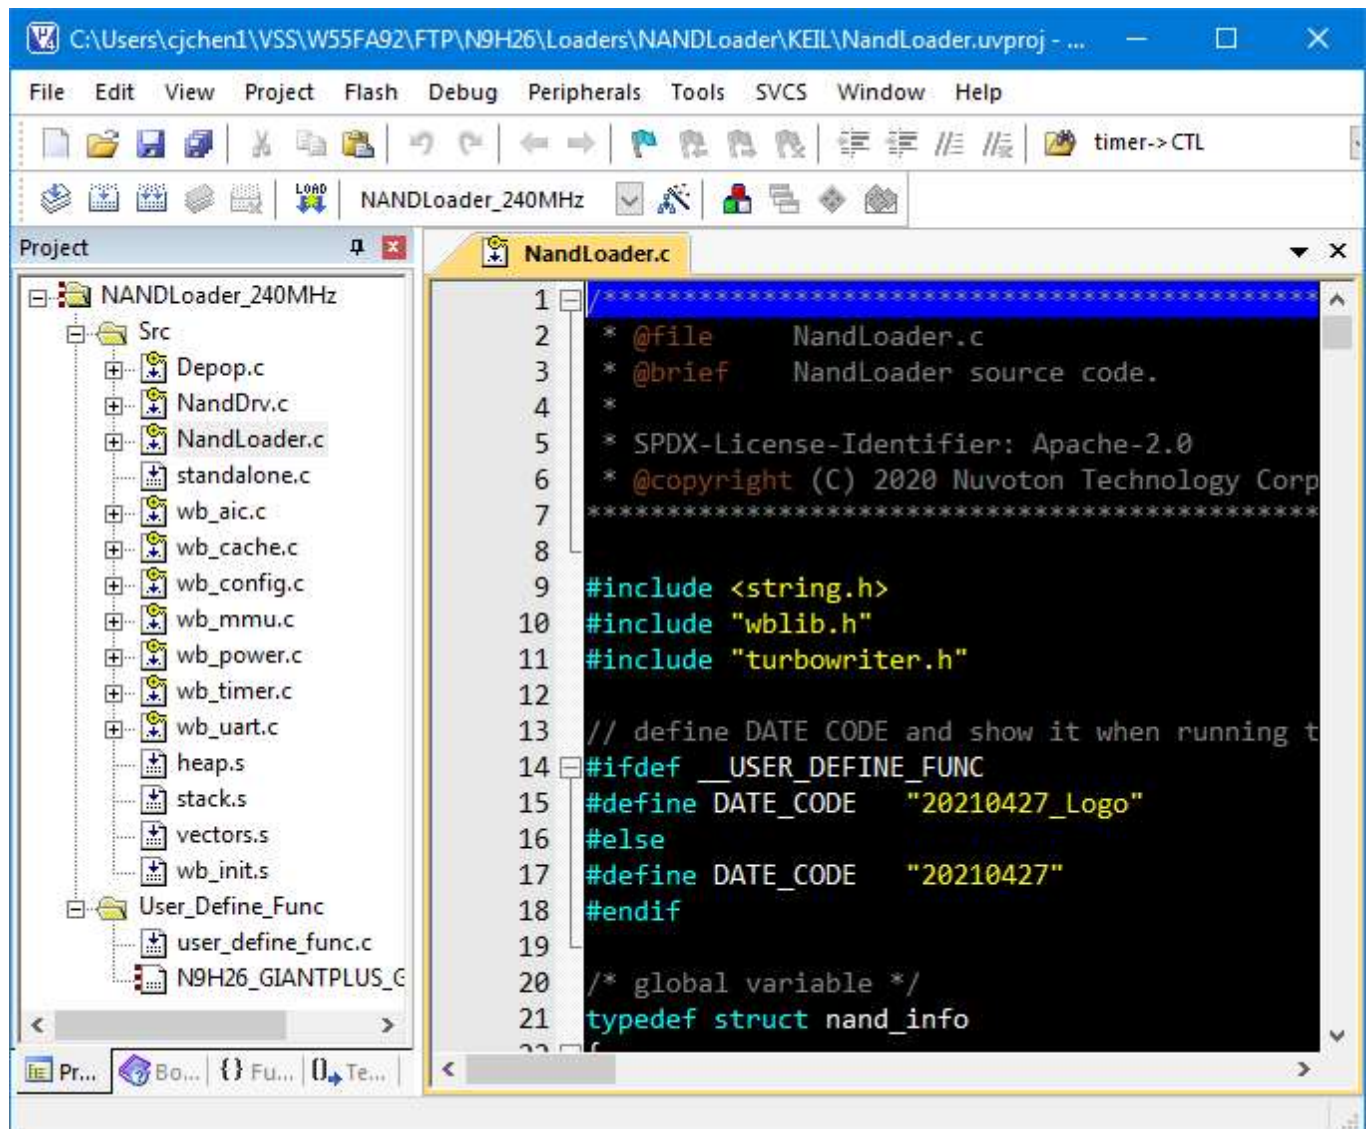 C:\Users\cjchen1\VSS\W55FA92\FTP\N9H26\Loaders\NANDLoader\KEIL\NandLoader.uvproj - ...
File Edit View Project Flash Debug Peripherals Tools SVCS Window Help
timer->CTL
LOAD
NANDLoader_240MHz
Project
NANDLoader_240MHz
Src
Depop.c
NandDrv.c
NandLoader.c
standalone.c
wb_aic.c
wb_cache.c
wb_config.c
wb_mmu.c
wb_power.c
wb_timer.c
wb_uart.c
heap.s
stack.s
vectors.s
wb_init.s
User_Define_Func
user_define_func.c
N9H26_GIANTPLUS_G
Pr... Bo... {} Fu... Te...
NandLoader.c
1 /**********************************************
2 * @file NandLoader.c
3 * @brief NandLoader source code.
4 *
5 * SPDX-License-Identifier: Apache-2.0
6 * @copyright (C) 2020 Nuvoton Technology Corp
7 **********************************************
8
9 #include <string.h>
10 #include "wblib.h"
11 #include "turbowriter.h"
12
13 // define DATE CODE and show it when running t
14 #ifdef __USER_DEFINE_FUNC
15 #define DATE_CODE "20210427_Logo"
16 #else
17 #define DATE_CODE "20210427"
18 #endif
19
20 /* global variable */
21 typedef struct nand_info